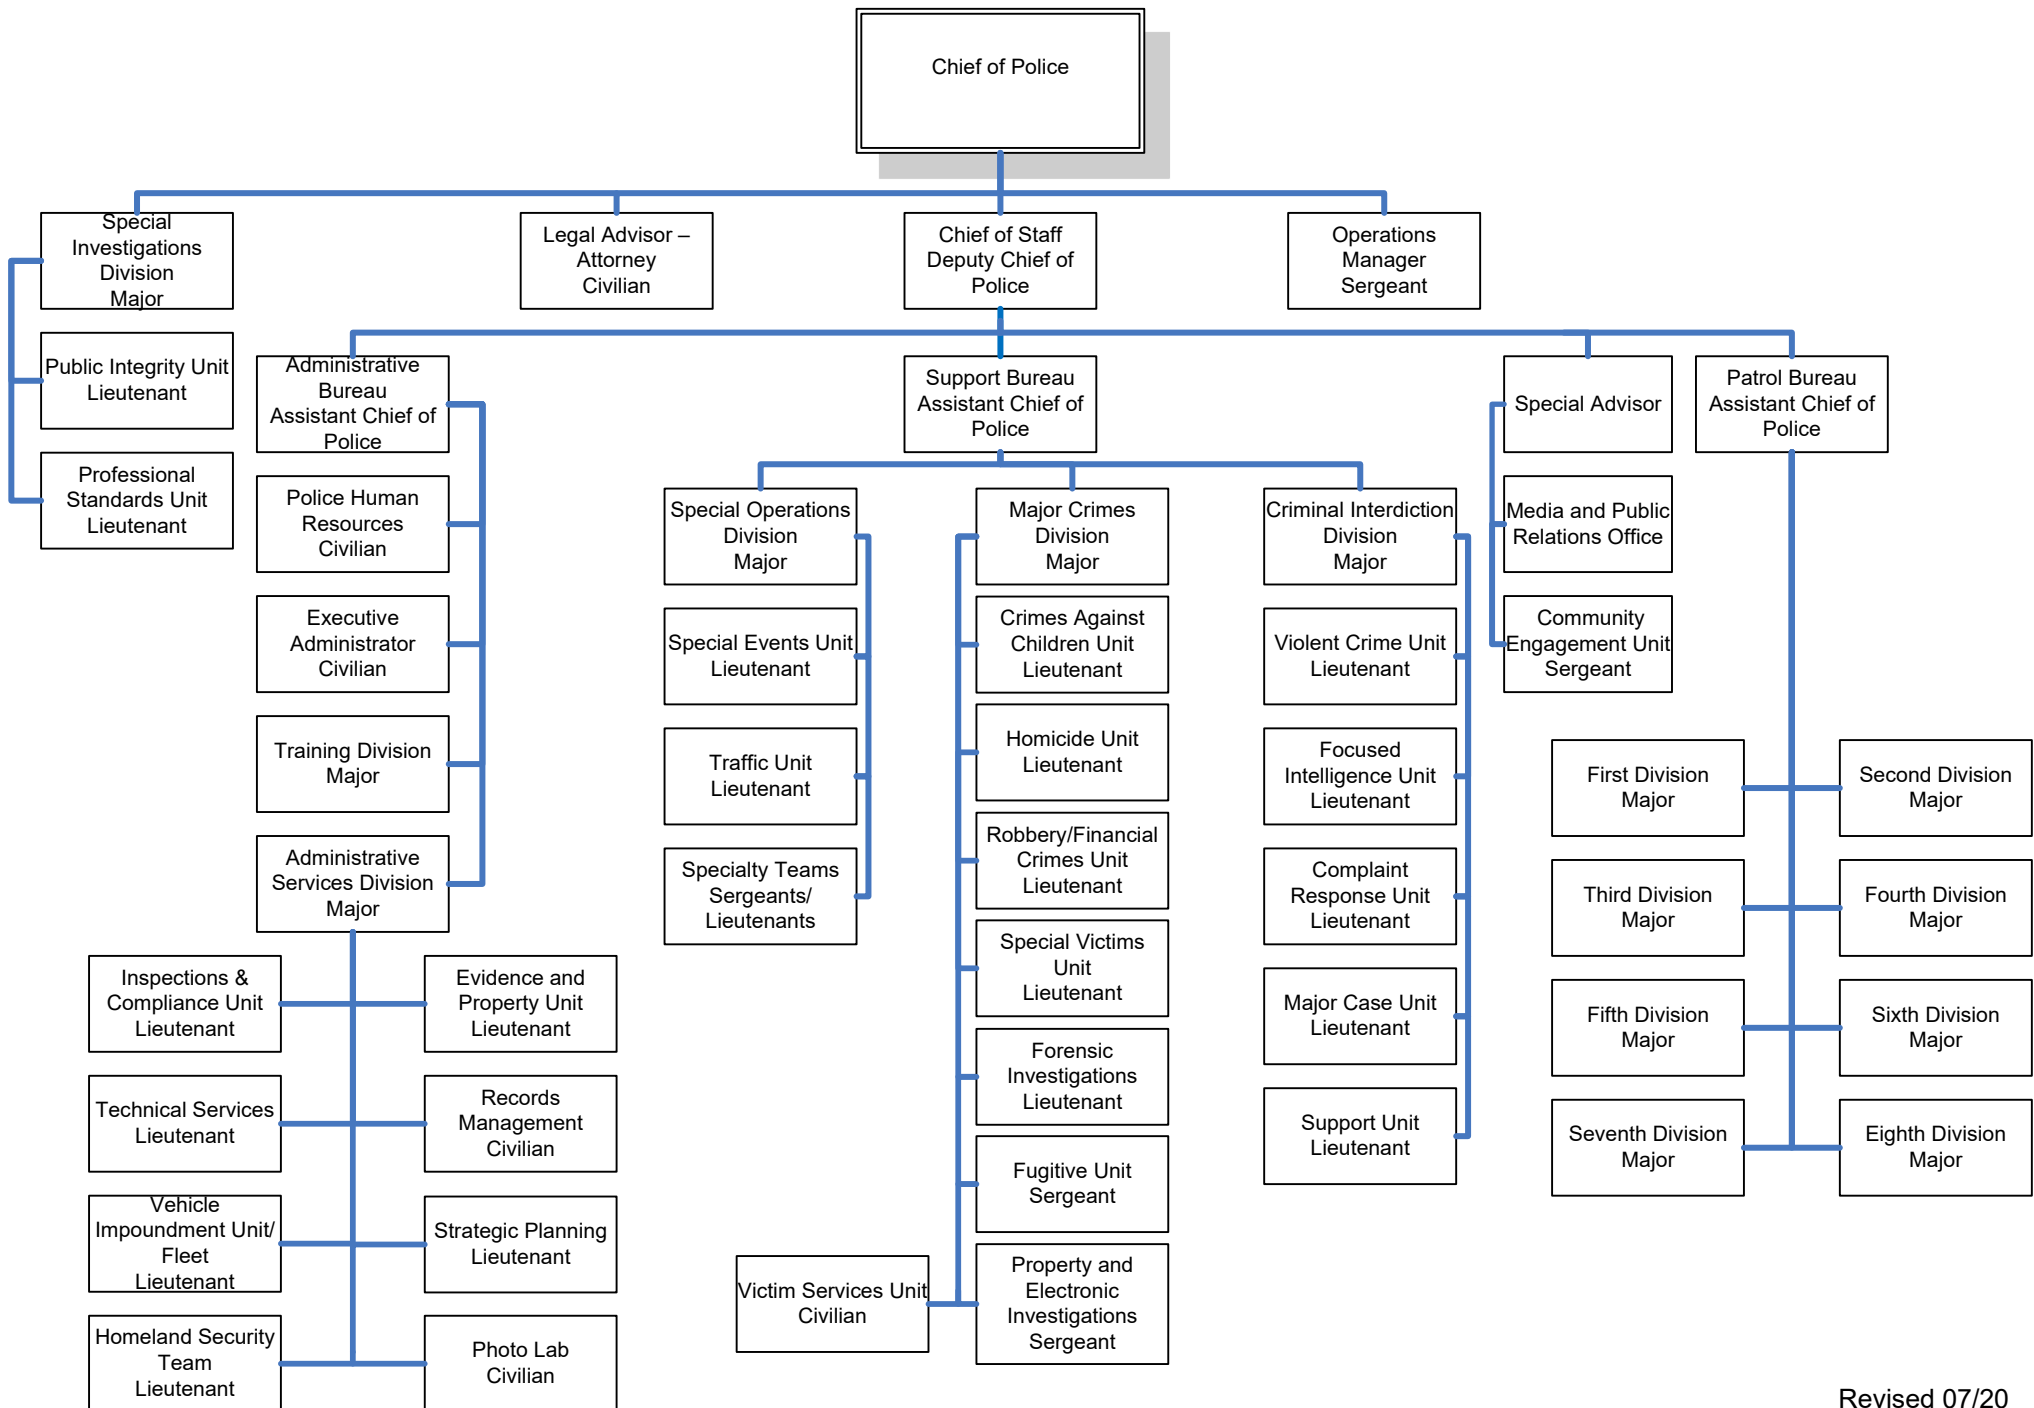 Chief of Police
Special
Investigations
Division
Major
Legal Advisor –
Attorney
Civilian
Chief of Staff
Deputy Chief of
Police
Operations
Manager
Sergeant
Public Integrity Unit
Lieutenant
Professional
Standards Unit
Lieutenant
Administrative
Bureau
Assistant Chief of
Police
Support Bureau
Assistant Chief of
Police
Special Advisor
Patrol Bureau
Assistant Chief of
Police
Police Human
Resources
Civilian
Executive
Administrator
Civilian
Training Division
Major
Administrative
Services Division
Major
Inspections &
Compliance Unit
Lieutenant
Evidence and
Property Unit
Lieutenant
Technical Services
Lieutenant
Records
Management
Civilian
Vehicle
Impoundment Unit/
Fleet
Lieutenant
Strategic Planning
Lieutenant
Homeland Security
Team
Lieutenant
Photo Lab
Civilian
Special Operations
Division
Major
Special Events Unit
Lieutenant
Traffic Unit
Lieutenant
Specialty Teams
Sergeants/
Lieutenants
Major Crimes
Division
Major
Crimes Against
Children Unit
Lieutenant
Homicide Unit
Lieutenant
Robbery/Financial
Crimes Unit
Lieutenant
Special Victims
Unit
Lieutenant
Forensic
Investigations
Lieutenant
Fugitive Unit
Sergeant
Victim Services Unit
Civilian
Property and
Electronic
Investigations
Sergeant
Criminal Interdiction
Division
Major
Violent Crime Unit
Lieutenant
Focused
Intelligence Unit
Lieutenant
Complaint
Response Unit
Lieutenant
Major Case Unit
Lieutenant
Support Unit
Lieutenant
Media and Public
Relations Office
Community
Engagement Unit
Sergeant
First Division
Major
Second Division
Major
Third Division
Major
Fourth Division
Major
Fifth Division
Major
Sixth Division
Major
Seventh Division
Major
Eighth Division
Major
Revised 07/20